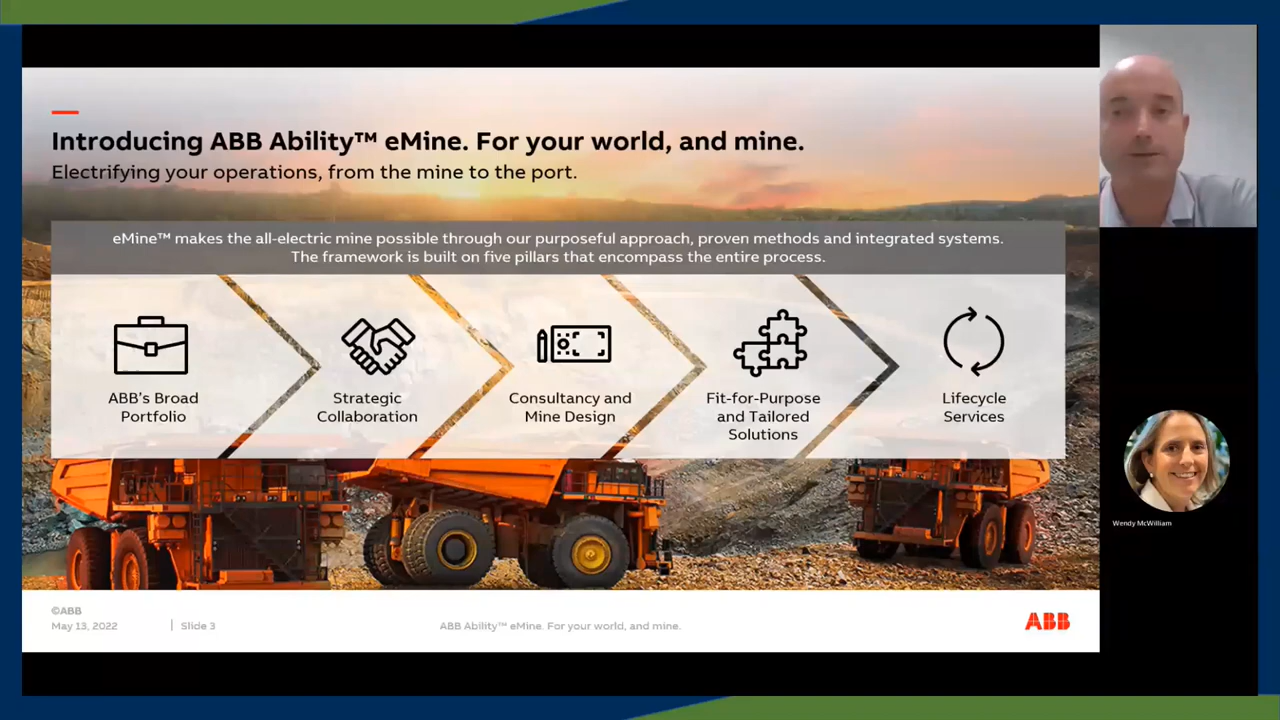 Introducing ABB Ability™ eMine. For your world, and mine.
Electrifying your operations, from the mine to the port.
eMine™ makes the all-electric mine possible through our purposeful approach, proven methods and integrated systems.
The framework is built on five pillars that encompass the entire process.
ABB's Broad
Portfolio
Strategic
Collaboration
Consultancy and
Mine Design
Fit-for-Purpose
and Tailored
Solutions
Lifecycle
Services
Wendy McWilliam
©ABB
May 13, 2022
Slide 3
ABB Ability™ eMine. For your world, and mine.
ABB